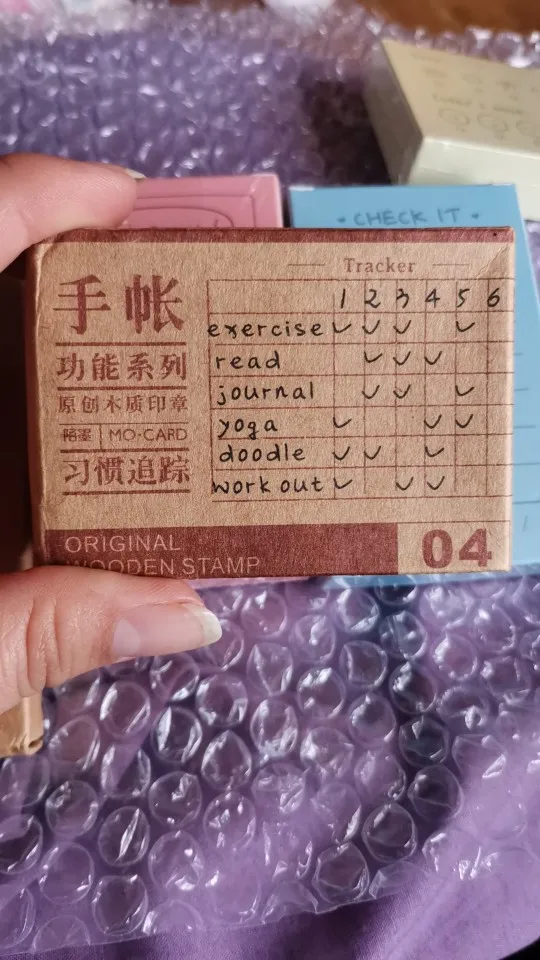 • CHECK IT •
手帐
功能系列
原创木质印章
陌墨 | MO·CARD
习惯追踪
Tracker
1 2 3 4 5 6
exercise ✓ ✓ ✓ ✓
read ✓ ✓ ✓
journal ✓ ✓ ✓
yoga ✓ ✓ ✓
doodle ✓ ✓ ✓
work out ✓ ✓ ✓
ORIGINAL
WOODEN STAMP
04